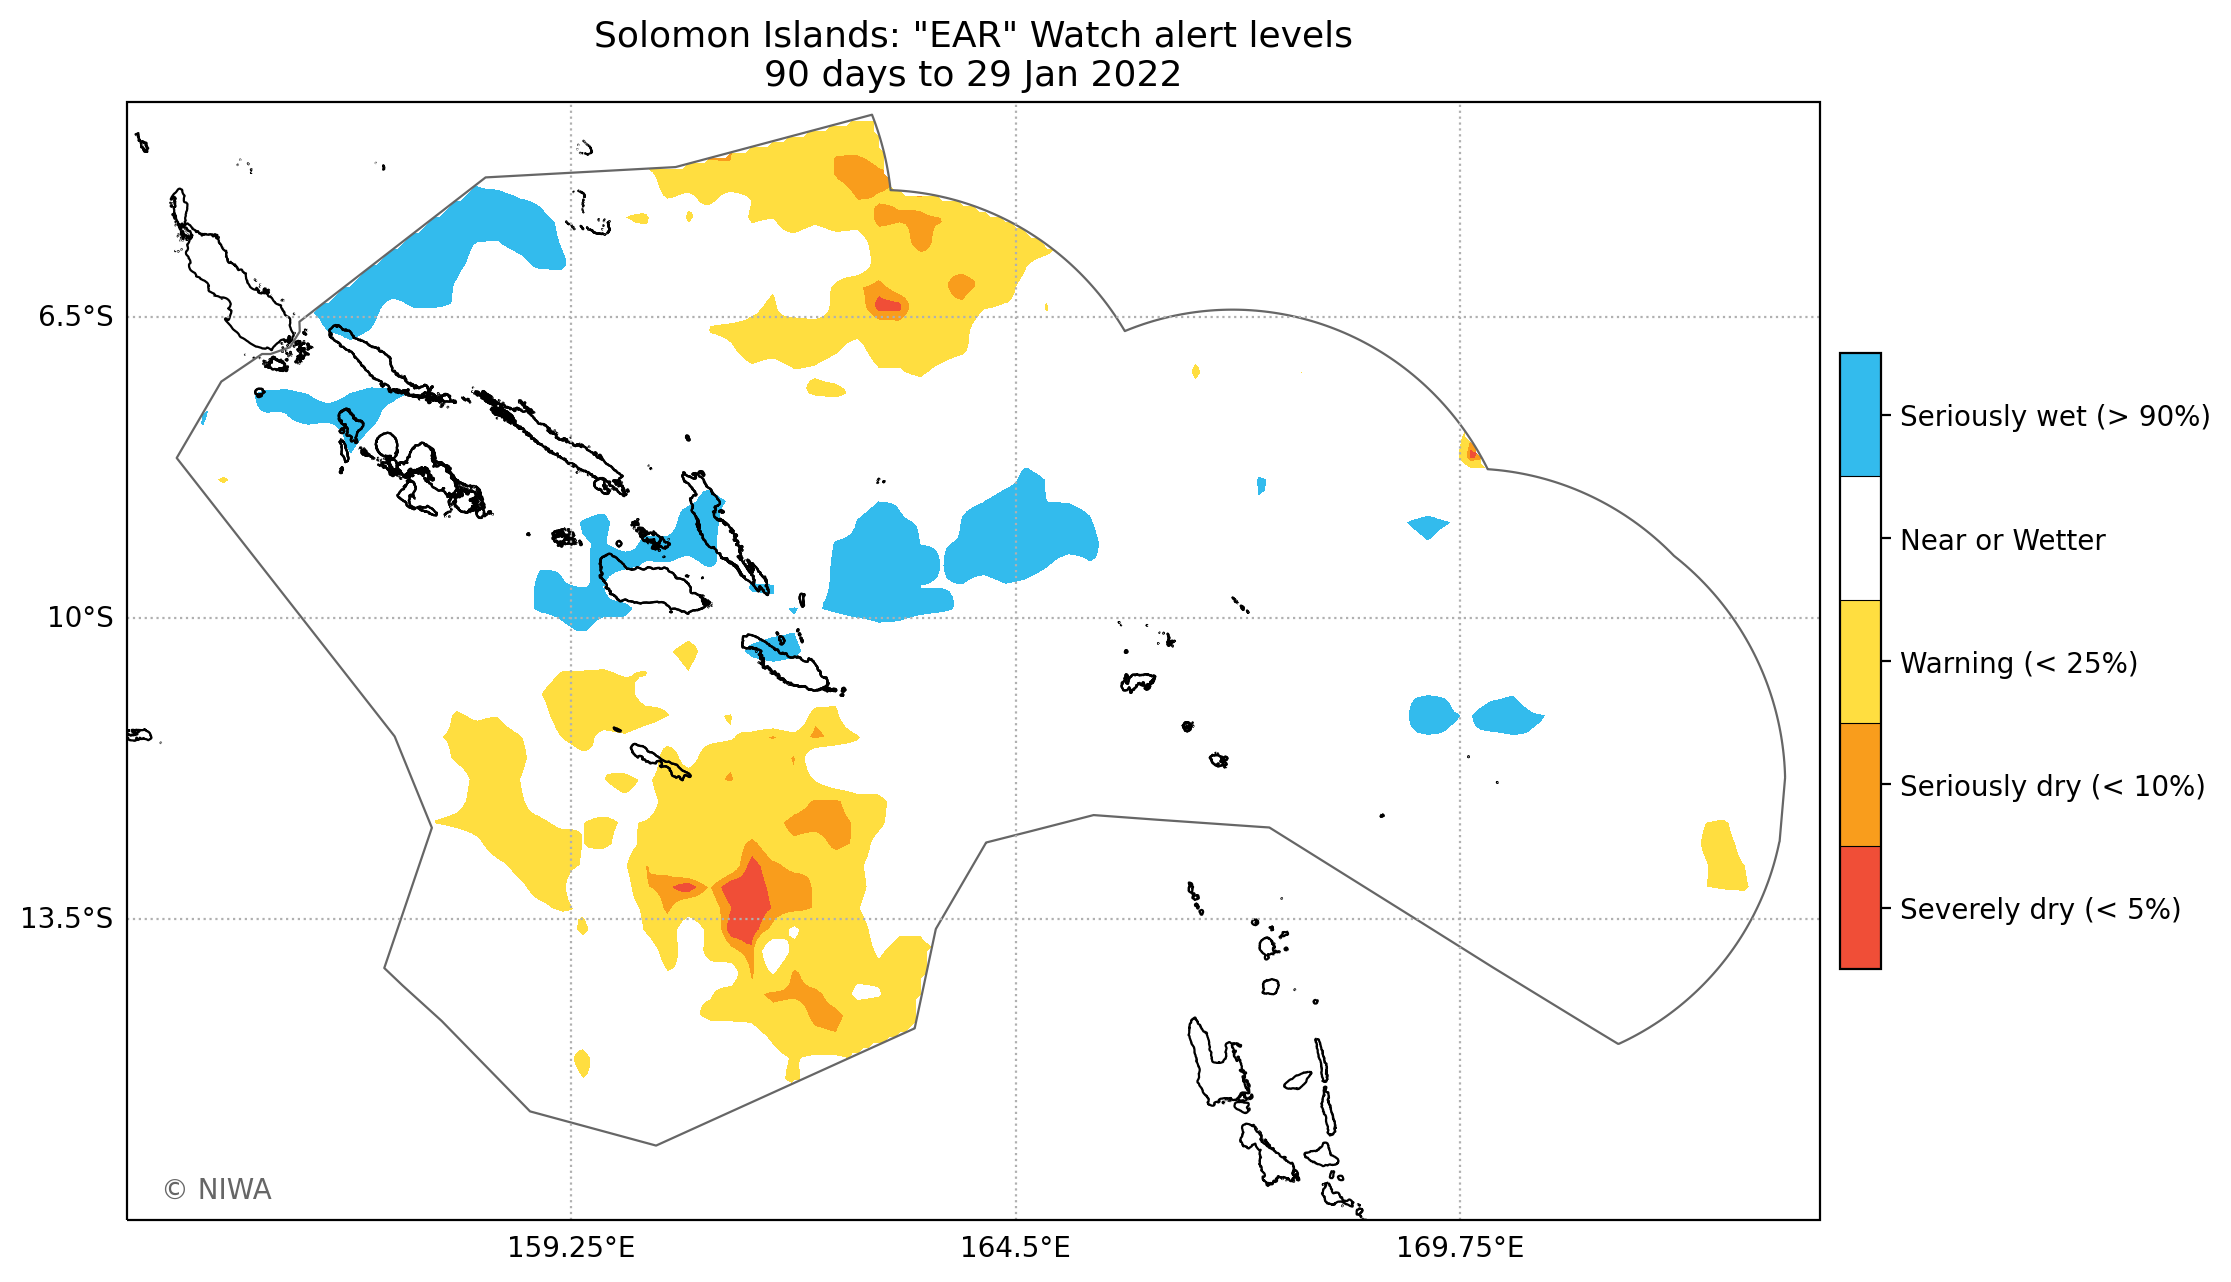 Solomon Islands: "EAR" Watch alert levels
90 days to 29 Jan 2022
6.5°S
10°S
13.5°S
159.25°E
164.5°E
169.75°E
Seriously wet (> 90%)
Near or Wetter
Warning (< 25%)
Seriously dry (< 10%)
Severely dry (< 5%)
© NIWA